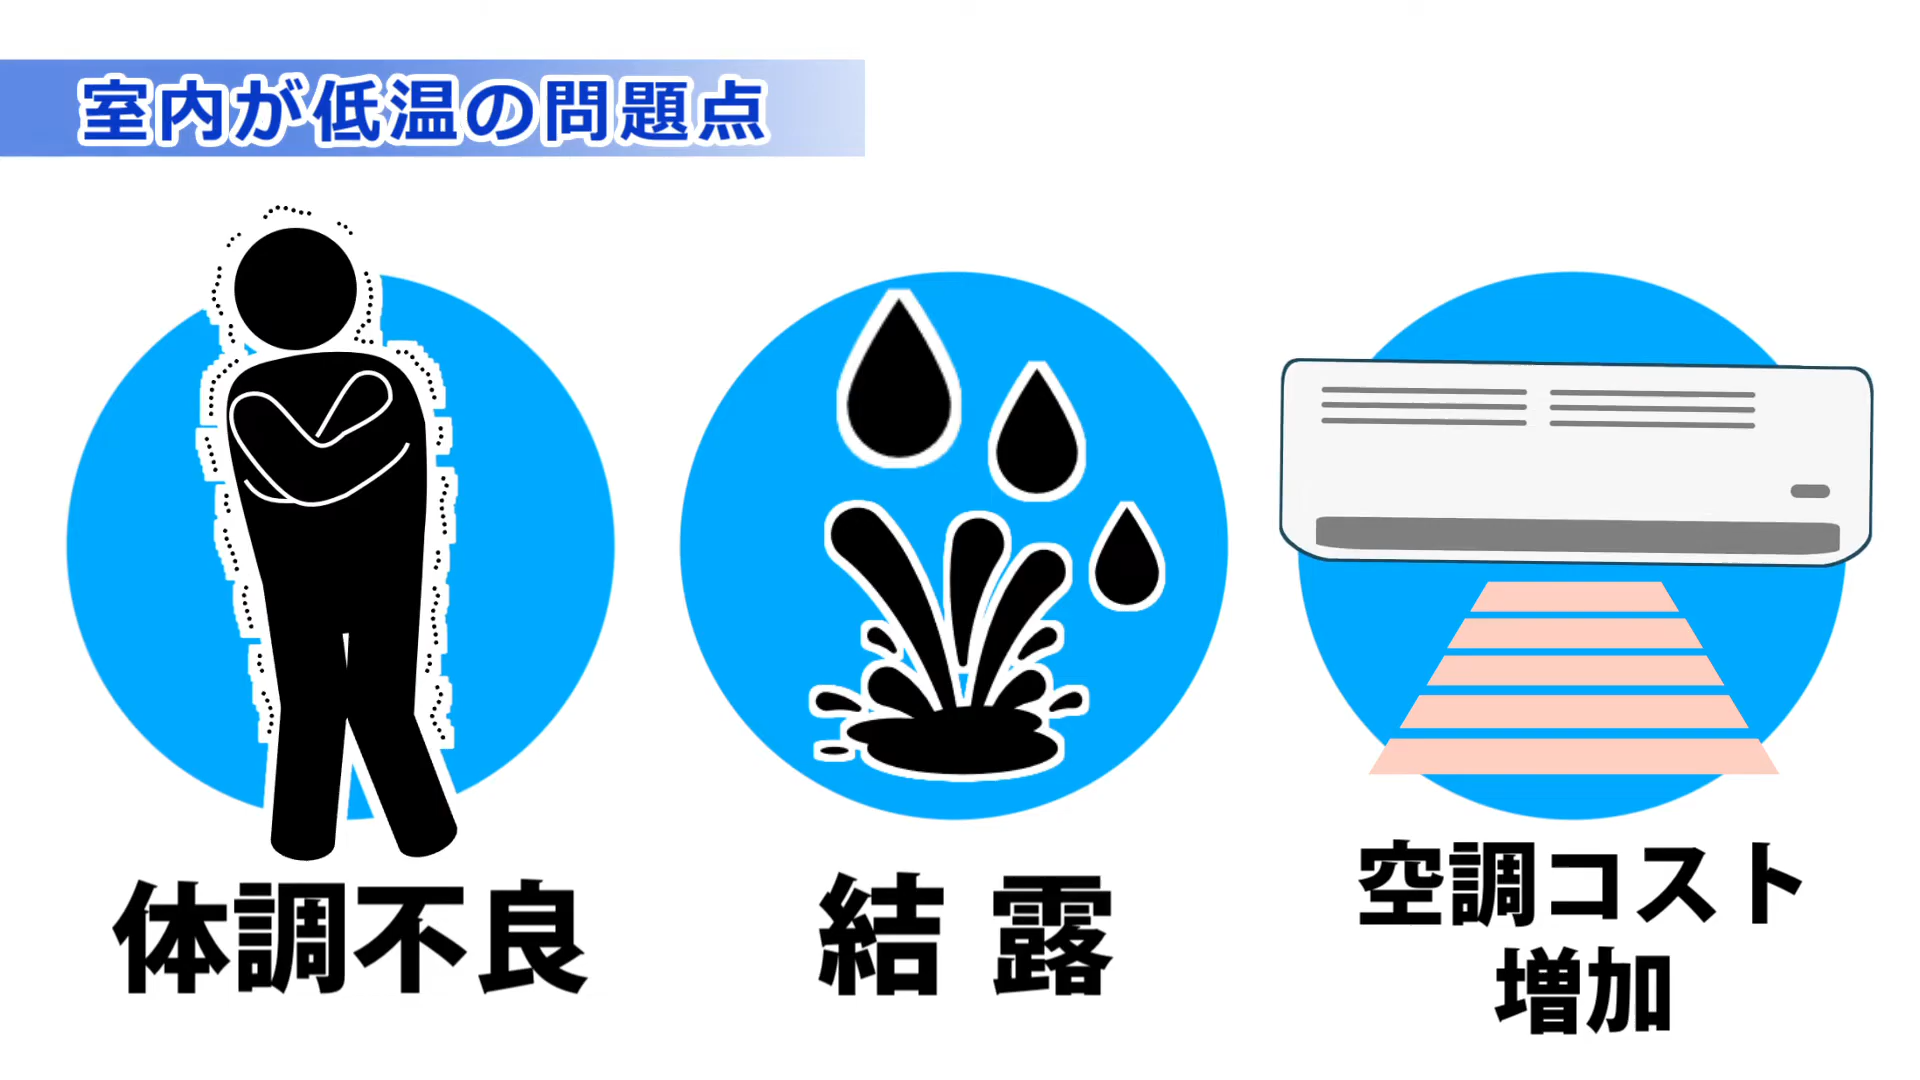 室内が低温の問題点
体調不良
結露
空調コスト
増加